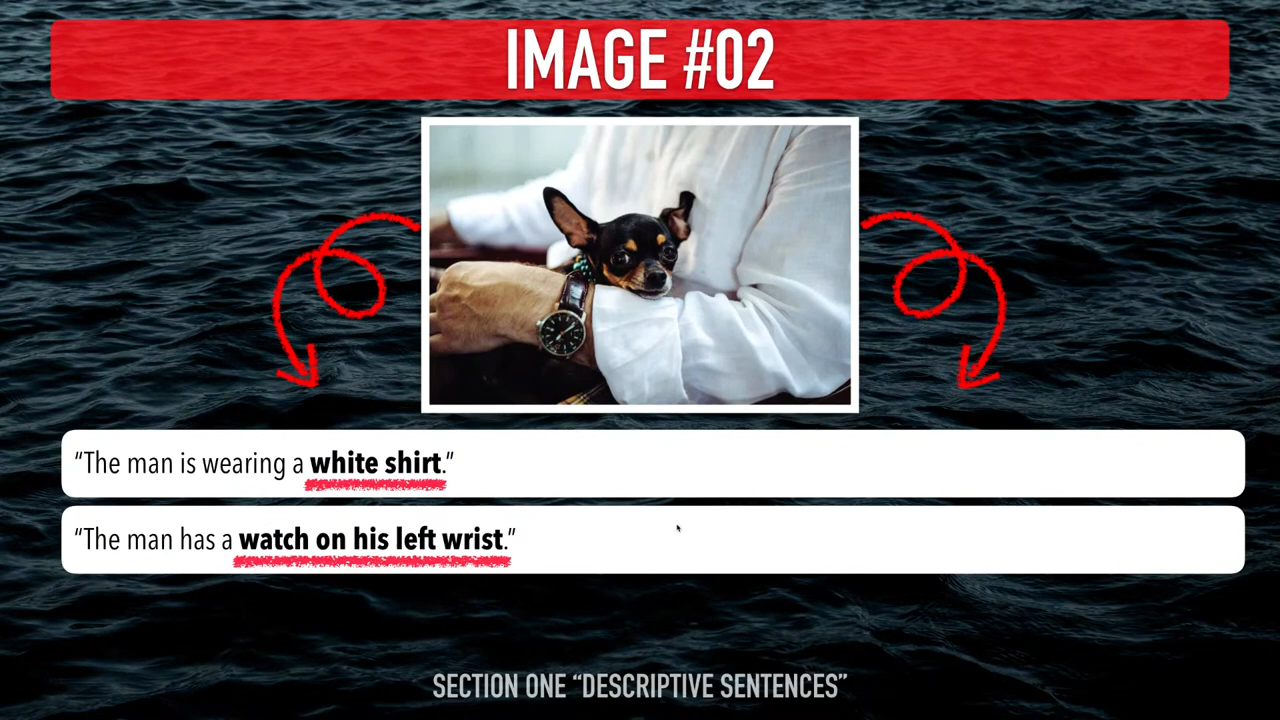 IMAGE #02
“The man is wearing a white shirt.”
“The man has a watch on his left wrist.”
SECTION ONE “DESCRIPTIVE SENTENCES”